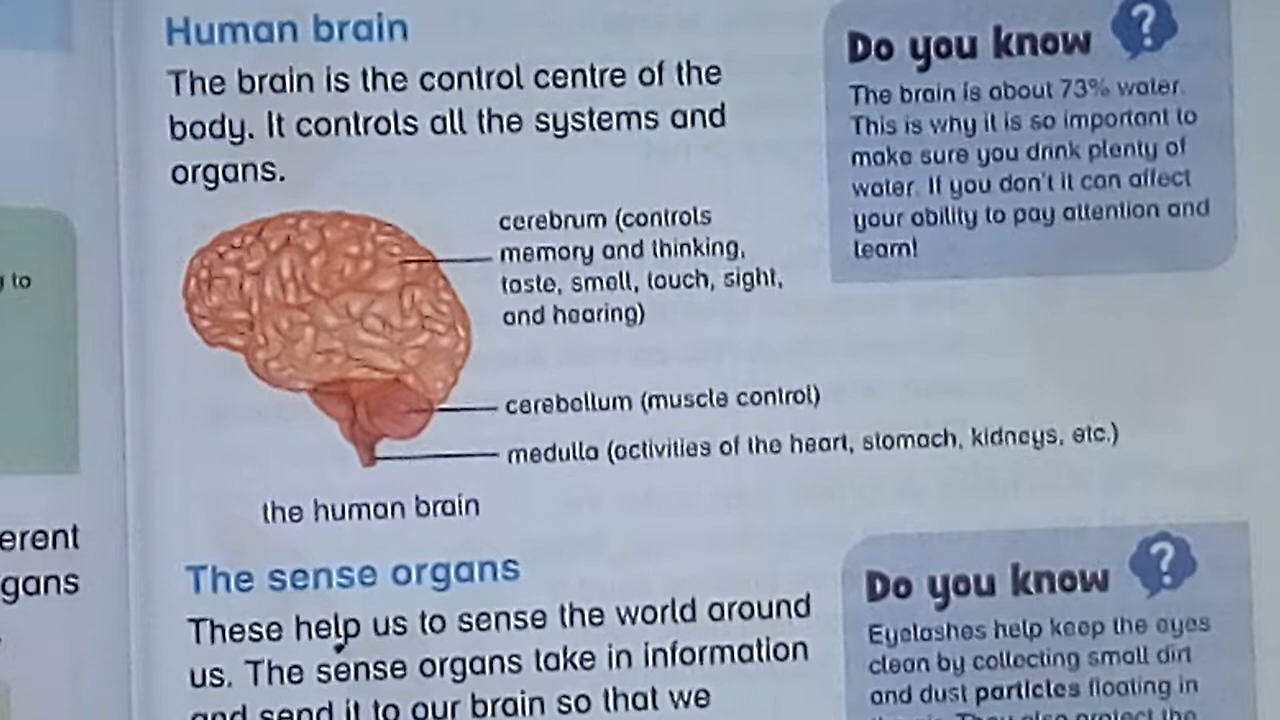 Human brain
The brain is the control centre of the
body. It controls all the systems and
organs.
cerebrum (controls
memory and thinking,
taste, smell, touch, sight,
and hearing)
cerebellum (muscle control)
medulla (activities of the heart, stomach, kidneys, etc.)
the human brain
The sense organs
These help us to sense the world around
us. The sense organs take in information
and send it to our brain so that we
Do you know
?
The brain is about 73% water.
This is why it is so important to
make sure you drink plenty of
water. If you don't it can affect
your ability to pay attention and
learn!
Do you know
?
Eyelashes help keep the eyes
clean by collecting small dirt
and dust particles floating in
They also protect the
to
erent
gans